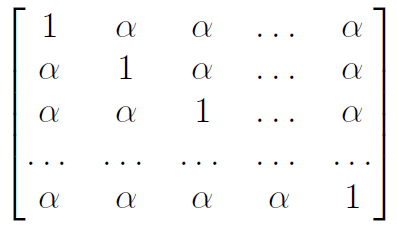 1 α α … α
α 1 α … α
α α 1 … α
… … … … …
α α α α 1